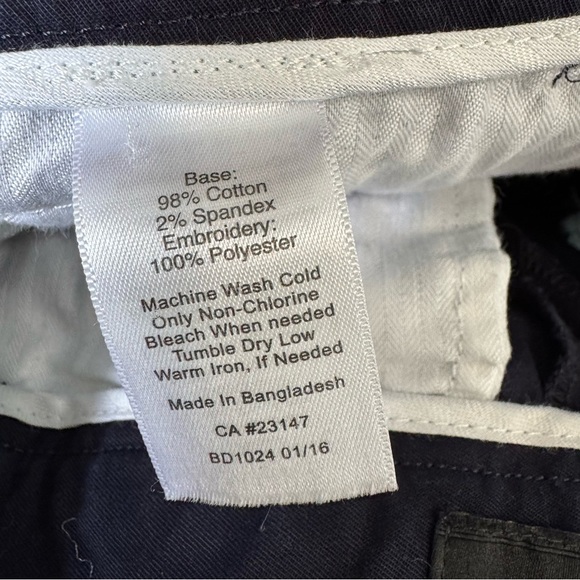 Base:
98% Cotton
2% Spandex
Embroidery:
100% Polyester
Machine Wash Cold
Only Non-Chlorine
Bleach When needed
Tumble Dry Low
Warm Iron, If Needed
Made In Bangladesh
CA #23147
BD1024 01/16